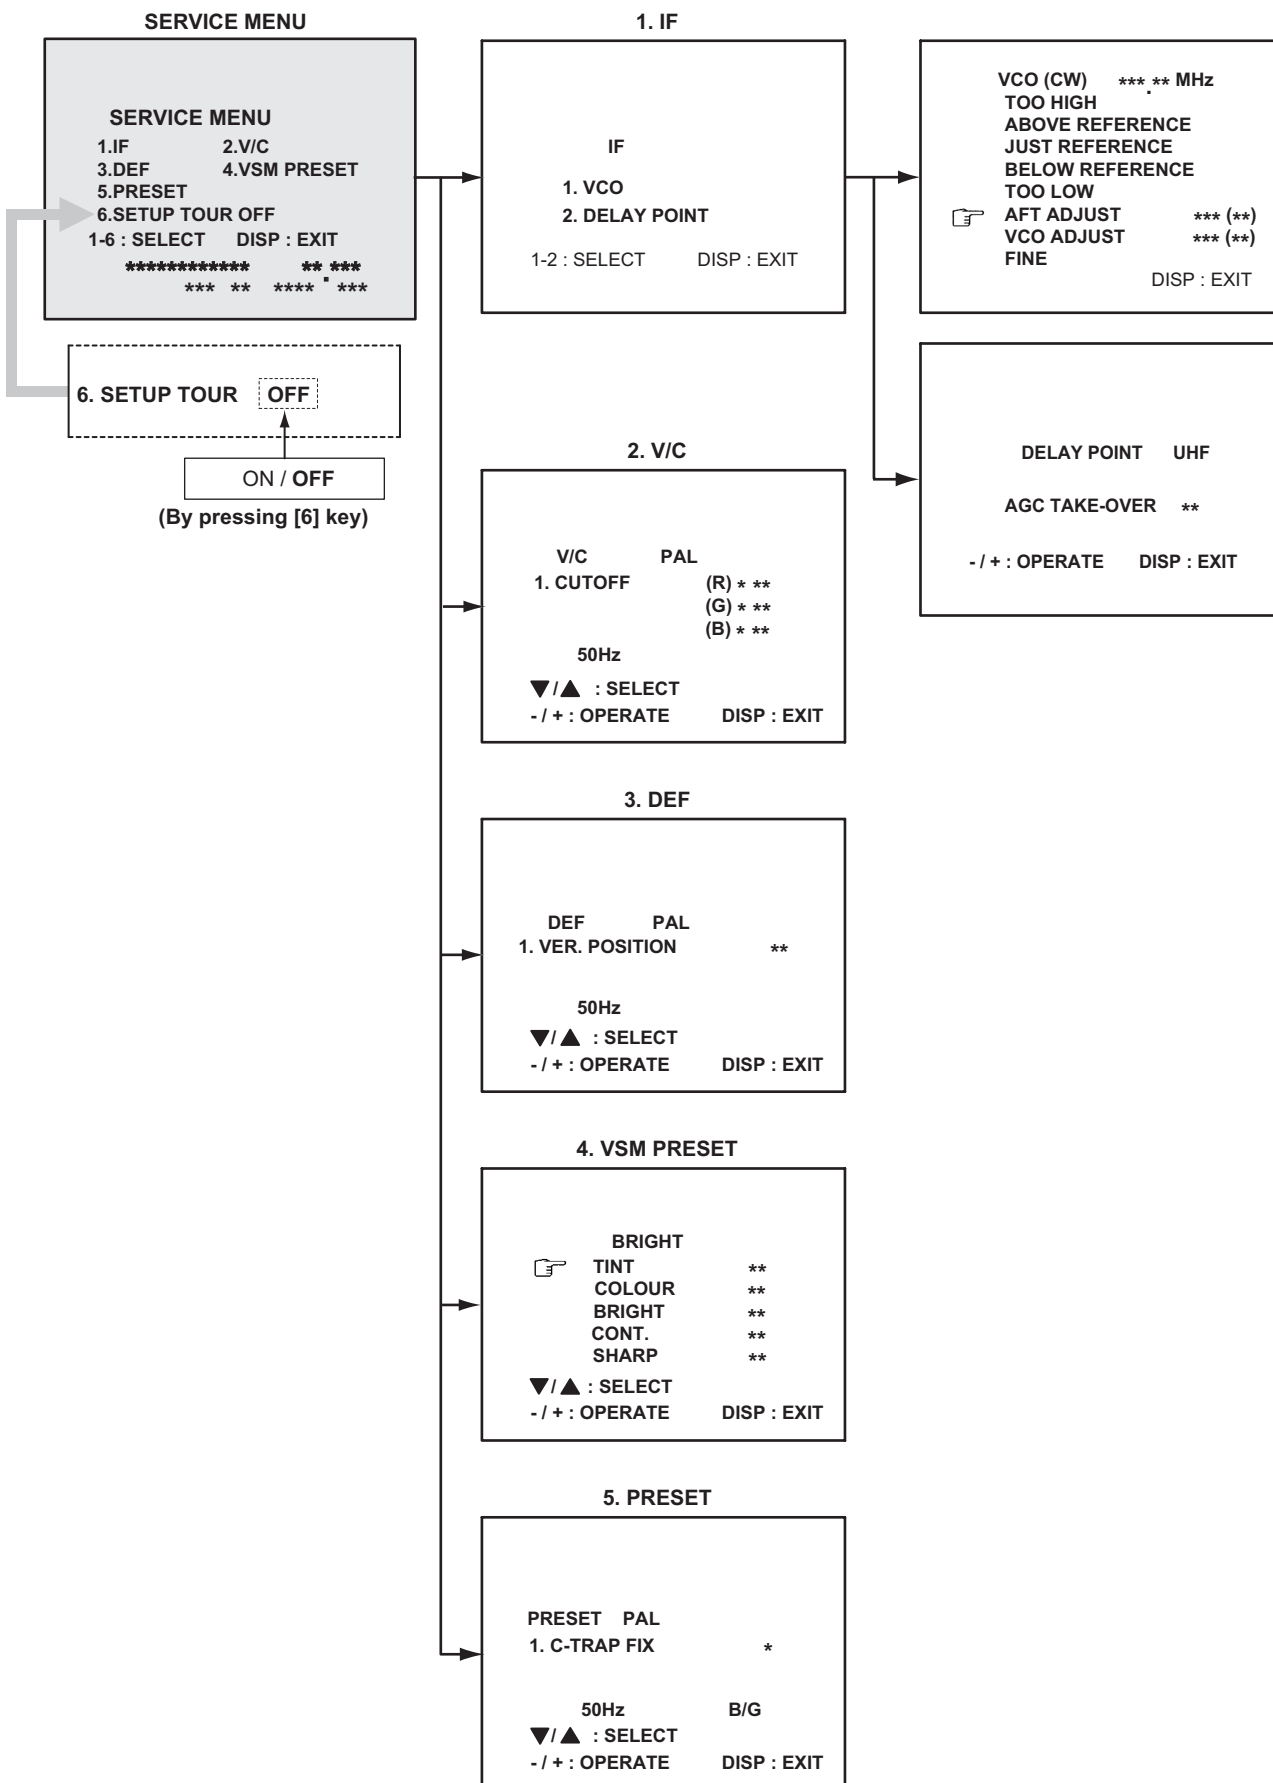 SERVICE MENU
SERVICE MENU
1.IF 2.V/C
3.DEF 4.VSM PRESET
5.PRESET
6.SETUP TOUR OFF
1-6 : SELECT DISP : EXIT
************ **.***
*** ** **** ***
6. SETUP TOUR OFF
ON / OFF
(By pressing [6] key)
1. IF
IF
1. VCO
2. DELAY POINT
1-2 : SELECT DISP : EXIT
VCO (CW) ***.** MHz
TOO HIGH
ABOVE REFERENCE
JUST REFERENCE
BELOW REFERENCE
TOO LOW
☞ AFT ADJUST *** (**)
VCO ADJUST *** (**)
FINE
DISP : EXIT
DELAY POINT UHF
AGC TAKE-OVER **
- / + : OPERATE DISP : EXIT
2. V/C
V/C PAL
1. CUTOFF (R) * **
(G) * **
(B) * **
50Hz
▼/▲ : SELECT
- / + : OPERATE DISP : EXIT
3. DEF
DEF PAL
1. VER. POSITION **
50Hz
▼/▲ : SELECT
- / + : OPERATE DISP : EXIT
4. VSM PRESET
BRIGHT
☞ TINT **
COLOUR **
BRIGHT **
CONT. **
SHARP **
▼/▲ : SELECT
- / + : OPERATE DISP : EXIT
5. PRESET
PRESET PAL
1. C-TRAP FIX *
50Hz B/G
▼/▲ : SELECT
- / + : OPERATE DISP : EXIT